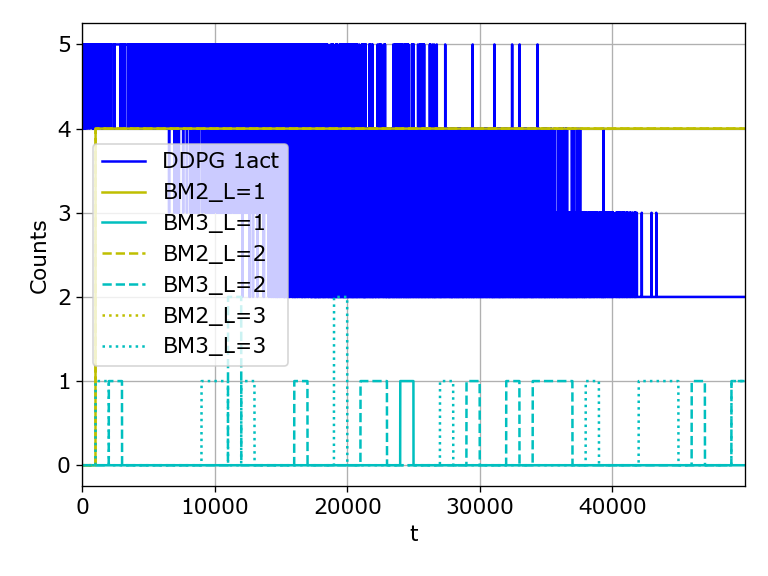 5
4
3
2
1
0
Counts
DDPG 1act
BM2_L=1
BM3_L=1
BM2_L=2
BM3_L=2
BM2_L=3
BM3_L=3
0 10000 20000 30000 40000
t